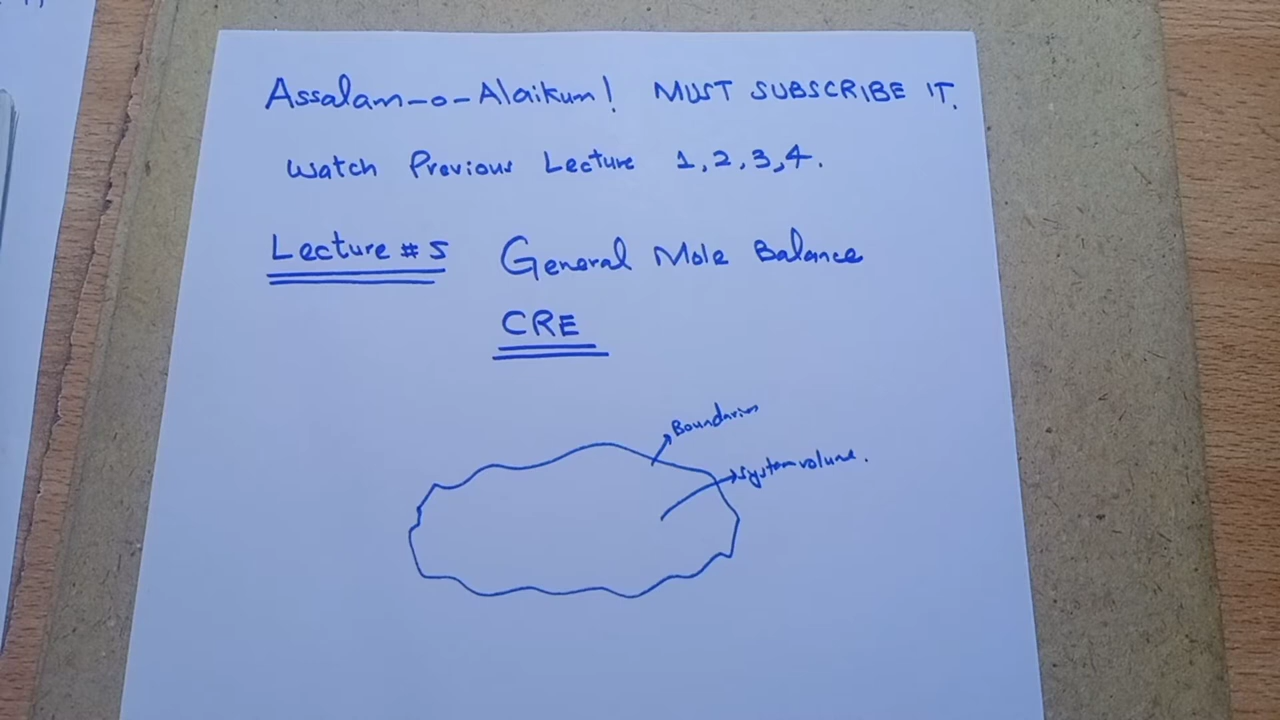 Assalam-o-Alaikum! MUST SUBSCRIBE IT.
Watch Previous Lecture 1,2,3,4.
Lecture # 5 General Mole Balance
CRE
Boundaries
System volume.